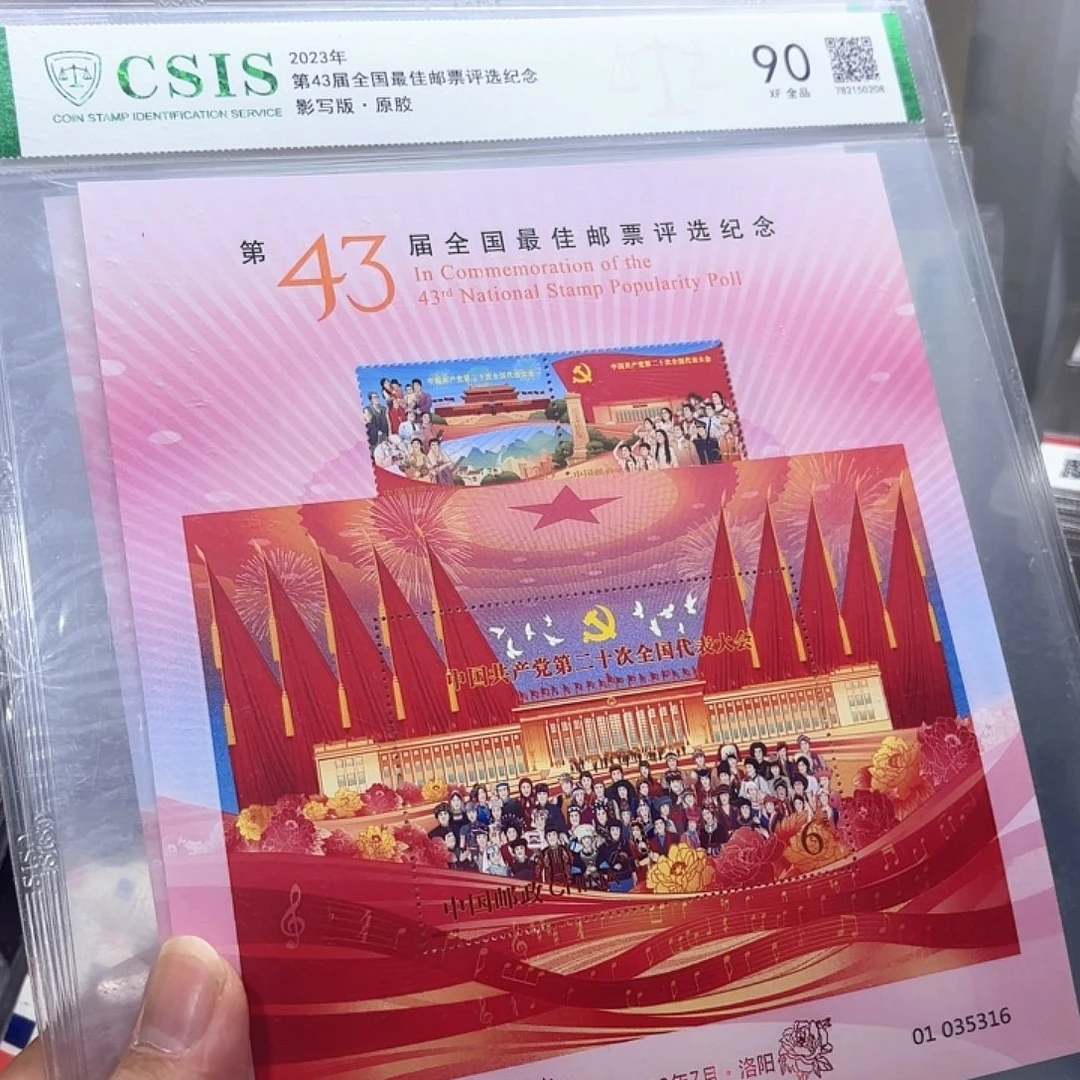 CSIS
COIN STAMP IDENTIFICATION SERVICE
2023年
第43届全国最佳邮票评选纪念
影写版·原胶
90
XF 全品
782150208
第43届全国最佳邮票评选纪念
In Commemoration of the
43rd National Stamp Popularity Poll
中国共产党第二十次全国代表大会
中国共产党第二十次全国代表大会
中国共产党第二十次全国代表大会
6
中国邮政
01 035316
年7月·洛阳